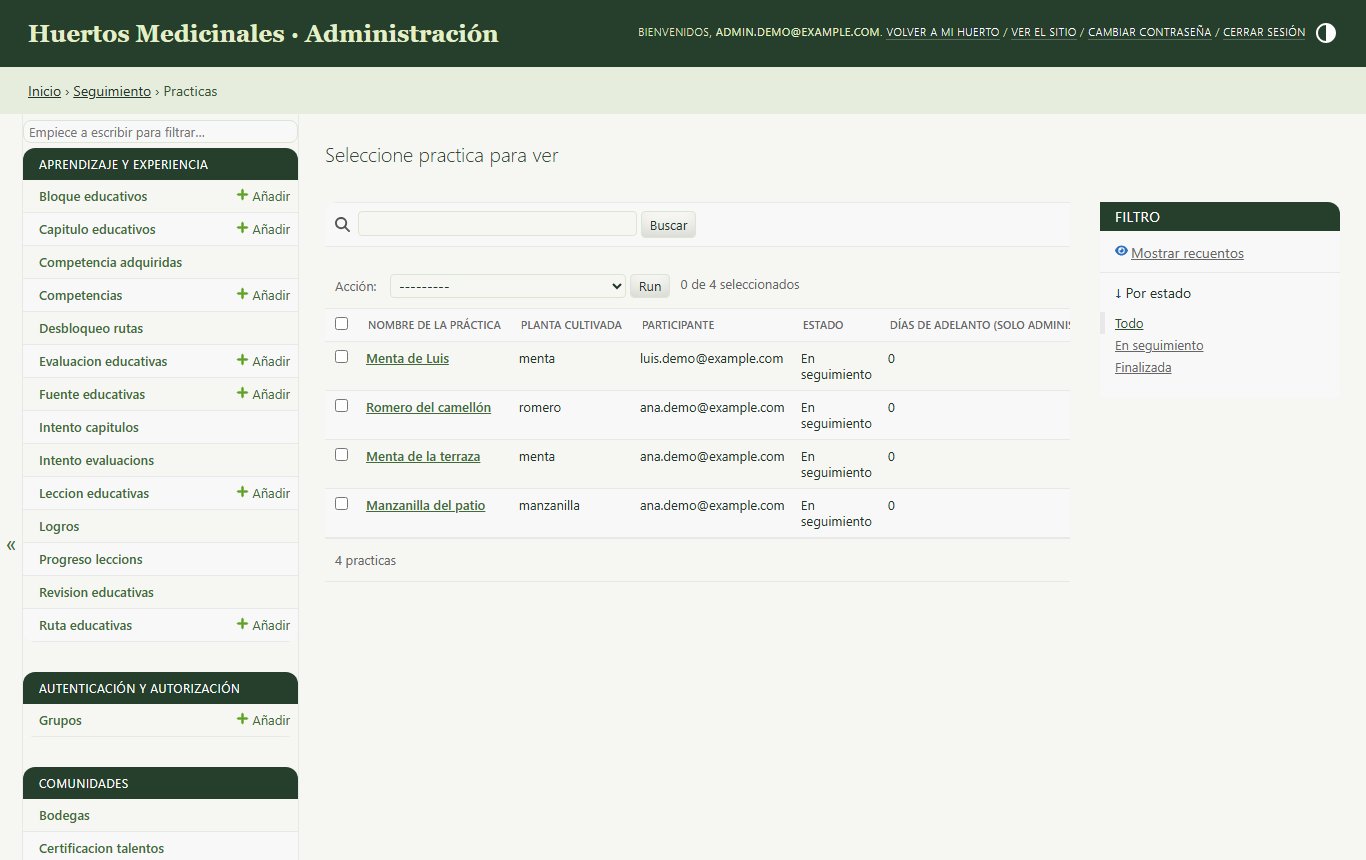 Huertos Medicinales · Administración
BIENVENIDOS, ADMIN.DEMO@EXAMPLE.COM. VOLVER A MI HUERTO / VER EL SITIO / CAMBIAR CONTRASEÑA / CERRAR SESIÓN
Inicio › Seguimiento › Practicas
Empiece a escribir para filtrar...
APRENDIZAJE Y EXPERIENCIA
Bloque educativos + Añadir
Capitulo educativos + Añadir
Competencia adquiridas
Competencias + Añadir
Desbloqueo rutas
Evaluacion educativas + Añadir
Fuente educativas + Añadir
Intento capitulos
Intento evaluacions
Leccion educativas + Añadir
Logros
Progreso leccions
Revision educativas
Ruta educativas + Añadir
AUTENTICACIÓN Y AUTORIZACIÓN
Grupos + Añadir
COMUNIDADES
Bodegas
Certificacion talentos
«
Seleccione practica para ver
Buscar
Acción: --------- Run 0 de 4 seleccionados
NOMBRE DE LA PRÁCTICA PLANTA CULTIVADA PARTICIPANTE ESTADO DÍAS DE ADELANTO (SOLO ADMINIS
Menta de Luis menta luis.demo@example.com En seguimiento 0
Romero del camellón romero ana.demo@example.com En seguimiento 0
Menta de la terraza menta ana.demo@example.com En seguimiento 0
Manzanilla del patio manzanilla ana.demo@example.com En seguimiento 0
4 practicas
FILTRO
Mostrar recuentos
↓ Por estado
Todo
En seguimiento
Finalizada